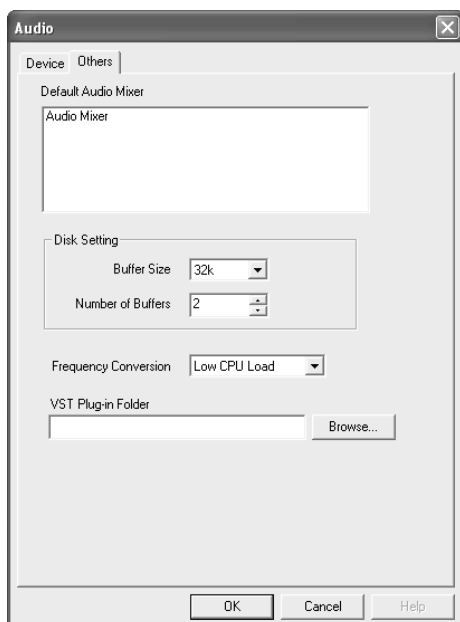 Audio
Device Others
Default Audio Mixer
Audio Mixer
Disk Setting
Buffer Size 32k
Number of Buffers 2
Frequency Conversion Low CPU Load
VST Plug-in Folder
Browse...
OK Cancel Help